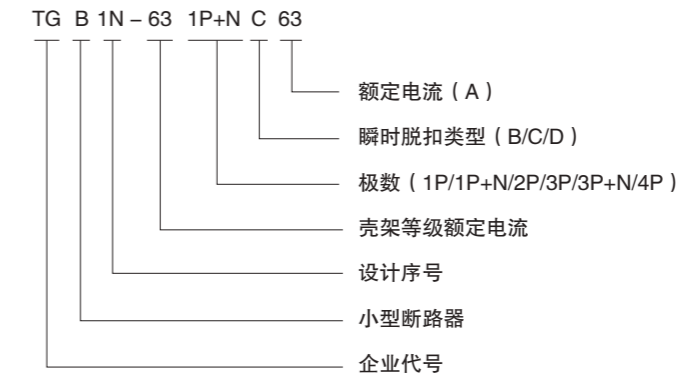 TG B 1N – 63 1P+N C 63
额定电流（A）
瞬时脱扣类型（B/C/D）
极数（1P/1P+N/2P/3P/3P+N/4P）
壳架等级额定电流
设计序号
小型断路器
企业代号